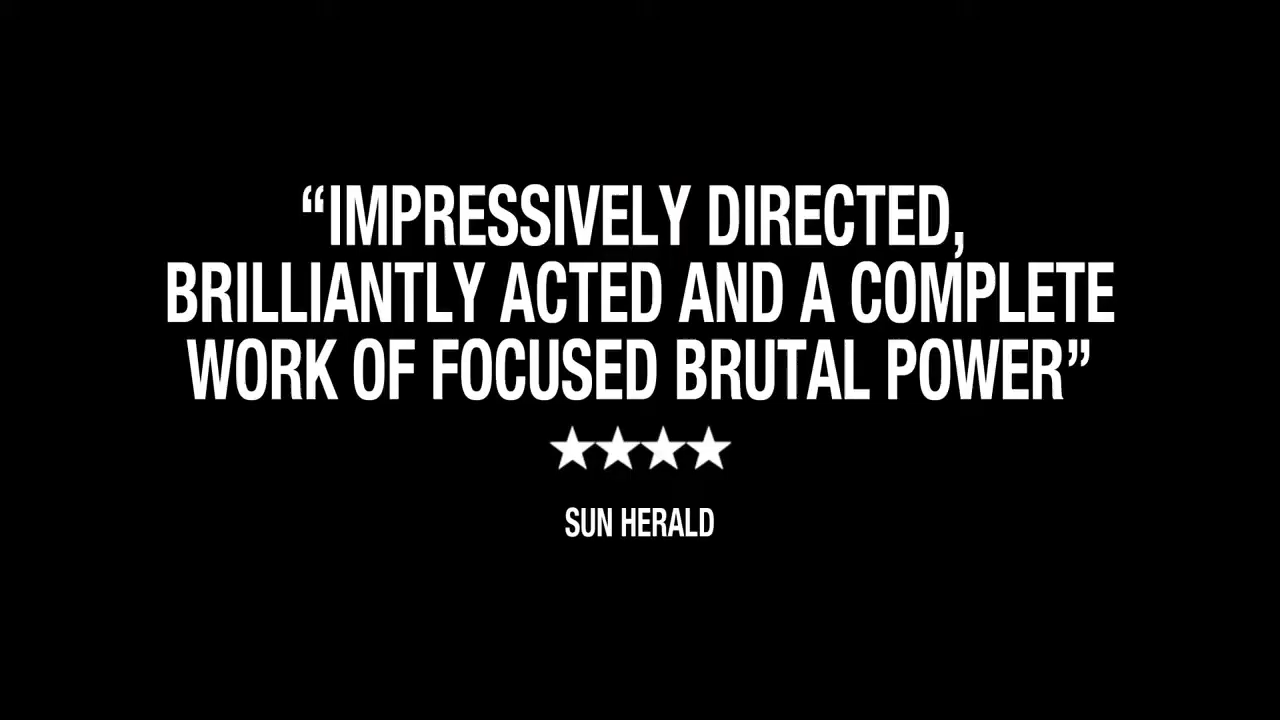 “IMPRESSIVELY DIRECTED,
BRILLIANTLY ACTED AND A COMPLETE
WORK OF FOCUSED BRUTAL POWER”
★★★★
SUN HERALD